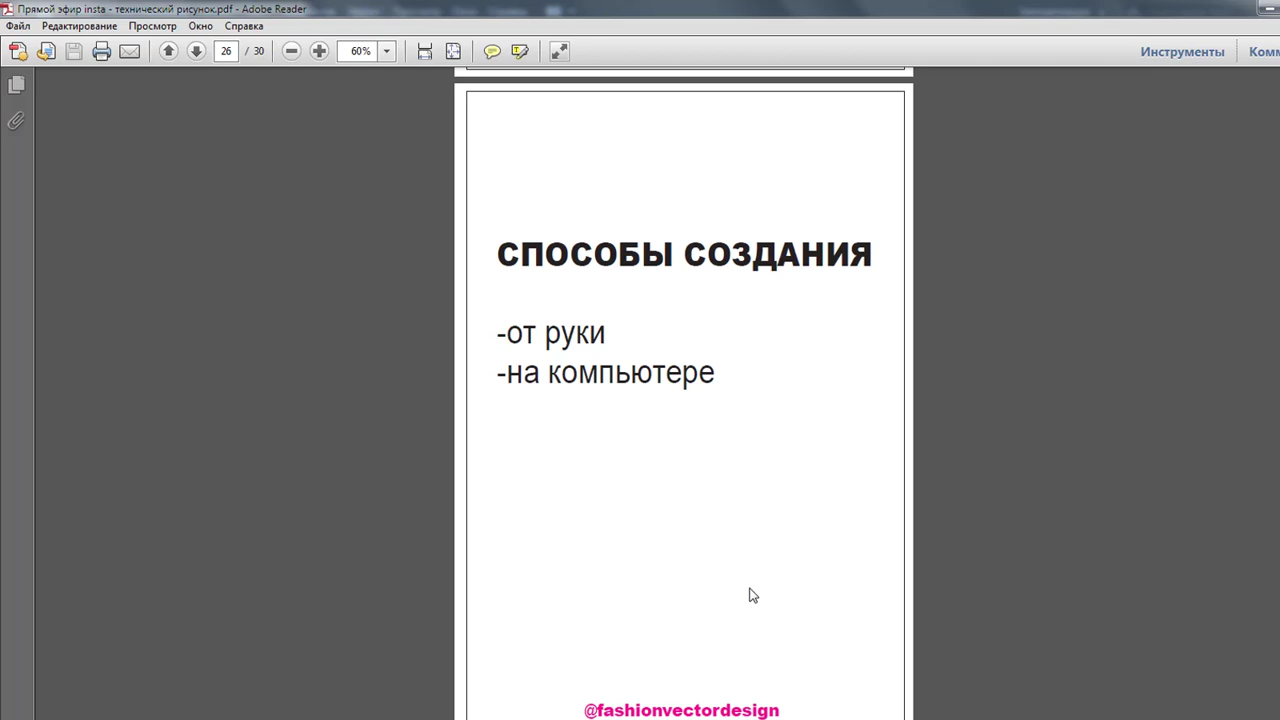 Прямой эфир insta - технический рисунок.pdf - Adobe Reader
Файл Редактирование Просмотр Окно Справка
26 / 30 60% Инструменты Комм
СПОСОБЫ СОЗДАНИЯ
-от руки
-на компьютере
@fashionvectordesign